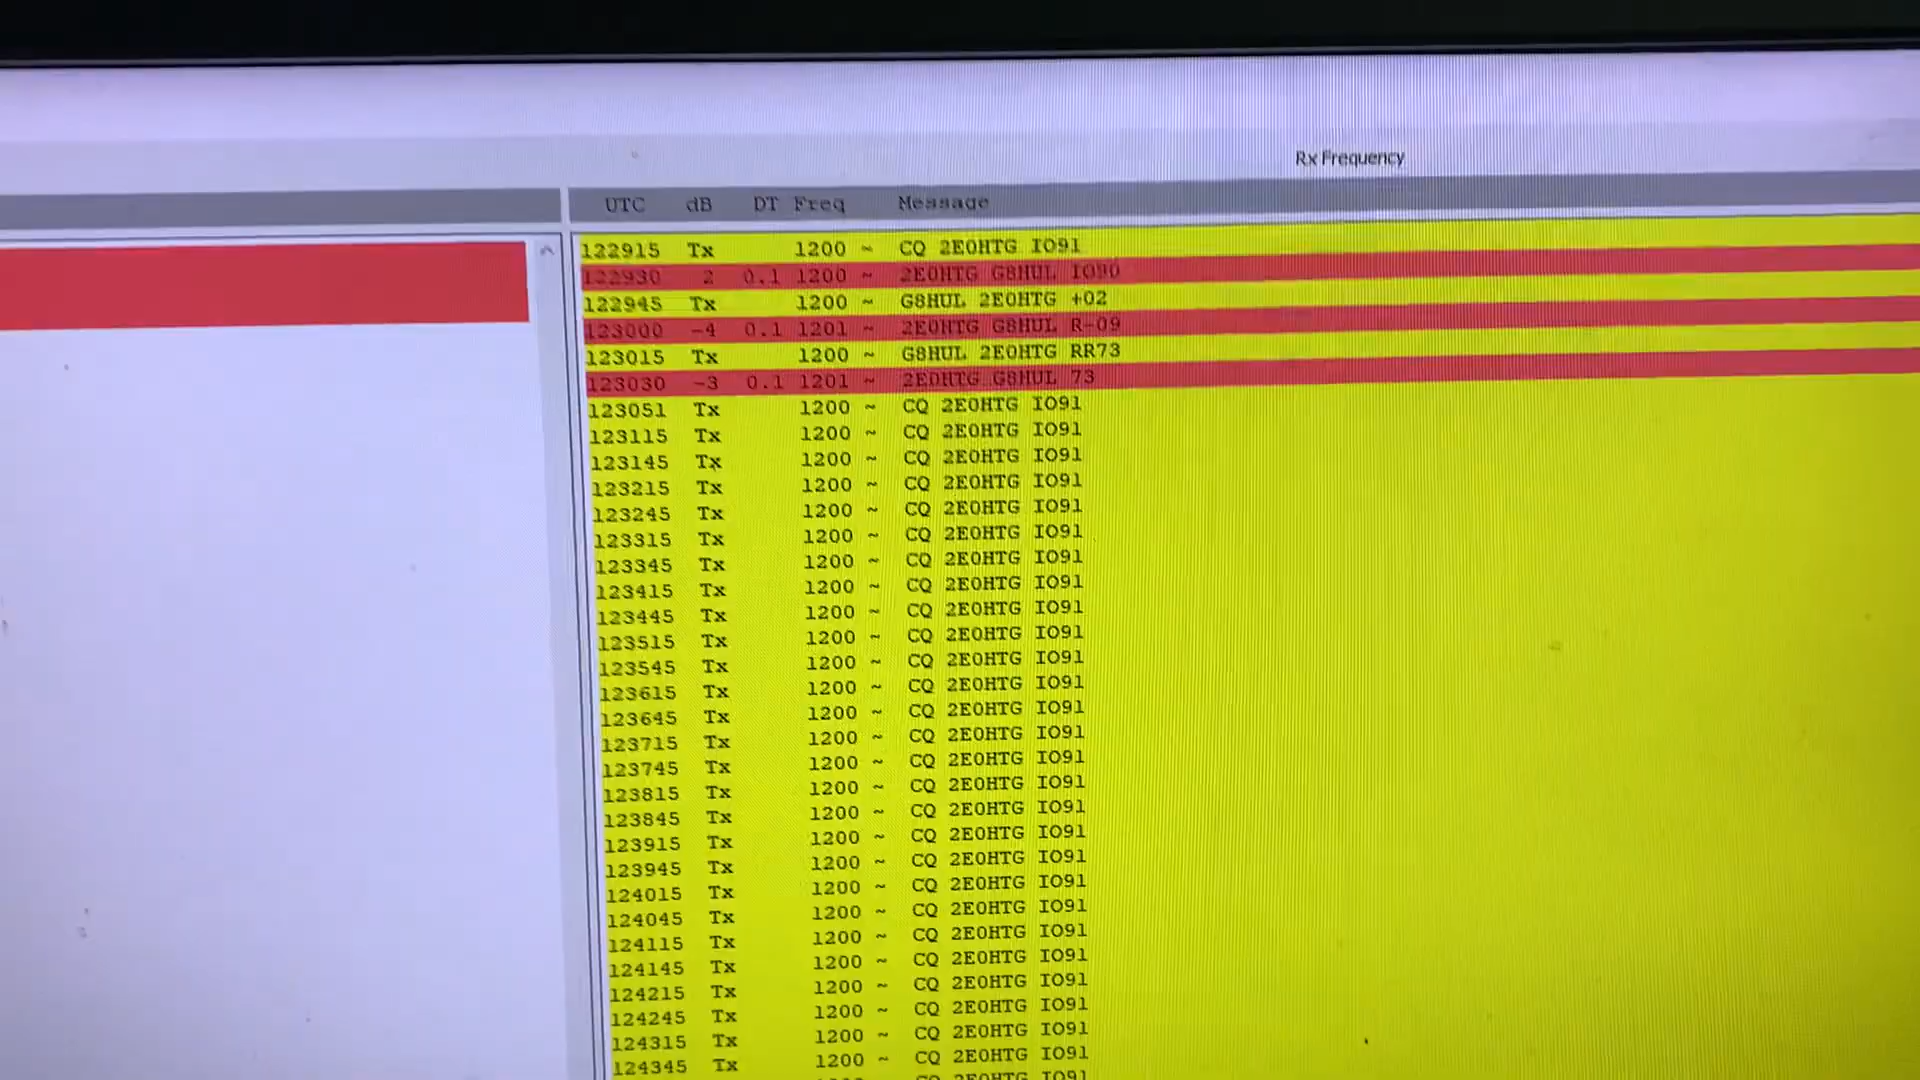 Rx Frequency
UTC dB DT Freq Message
122915 Tx 1200 ~ CQ 2E0HTG IO91
122930 2 0.1 1200 ~ 2E0HTG G8HUL IO90
122945 Tx 1200 ~ G8HUL 2E0HTG +02
123000 -4 0.1 1201 ~ 2E0HTG G8HUL R-09
123015 Tx 1200 ~ G8HUL 2E0HTG RR73
123030 -3 0.1 1201 ~ 2E0HTG G8HUL 73
123051 Tx 1200 ~ CQ 2E0HTG IO91
123115 Tx 1200 ~ CQ 2E0HTG IO91
123145 Tx 1200 ~ CQ 2E0HTG IO91
123215 Tx 1200 ~ CQ 2E0HTG IO91
123245 Tx 1200 ~ CQ 2E0HTG IO91
123315 Tx 1200 ~ CQ 2E0HTG IO91
123345 Tx 1200 ~ CQ 2E0HTG IO91
123415 Tx 1200 ~ CQ 2E0HTG IO91
123445 Tx 1200 ~ CQ 2E0HTG IO91
123515 Tx 1200 ~ CQ 2E0HTG IO91
123545 Tx 1200 ~ CQ 2E0HTG IO91
123615 Tx 1200 ~ CQ 2E0HTG IO91
123645 Tx 1200 ~ CQ 2E0HTG IO91
123715 Tx 1200 ~ CQ 2E0HTG IO91
123745 Tx 1200 ~ CQ 2E0HTG IO91
123815 Tx 1200 ~ CQ 2E0HTG IO91
123845 Tx 1200 ~ CQ 2E0HTG IO91
123915 Tx 1200 ~ CQ 2E0HTG IO91
123945 Tx 1200 ~ CQ 2E0HTG IO91
124015 Tx 1200 ~ CQ 2E0HTG IO91
124045 Tx 1200 ~ CQ 2E0HTG IO91
124115 Tx 1200 ~ CQ 2E0HTG IO91
124145 Tx 1200 ~ CQ 2E0HTG IO91
124215 Tx 1200 ~ CQ 2E0HTG IO91
124245 Tx 1200 ~ CQ 2E0HTG IO91
124315 Tx 1200 ~ CQ 2E0HTG IO91
124345 Tx 1200 ~ CQ 2E0HTG IO91
CQ 2E0HTG IO91